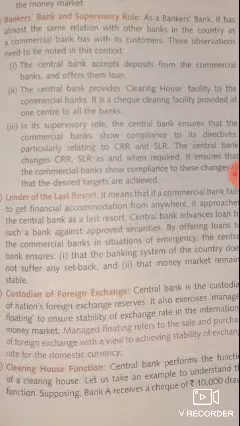 the money market.
Bankers' Bank and Supervisory Role: As a Bankers' Bank, it has
almost the same relation with other banks in the country as
a commercial bank has with its customers. Three observations
need to be noted in this context:
(i) The central bank accepts deposits from the commercial
banks, and offers them loan.
(ii) The central bank provides 'Clearing House' facility to the
commercial banks. It is a cheque clearing facility provided at
one centre to all the banks.
(iii) In its supervisory role, the central bank ensures that the
commercial banks show compliance to its directives,
particularly relating to CRR and SLR. The central bank
changes CRR, SLR as and when required. It ensures that
the commercial banks show compliance to these changes
that the desired targets are achieved.
Lender of the Last Resort: It means that if a commercial bank fails
to get financial accommodation from anywhere, it approaches
the central bank as a last resort. Central bank advances loan to
such a bank against approved securities. By offering loans to
the commercial banks in situations of emergency, the central
bank ensures: (i) that the banking system of the country does
not suffer any set-back, and (ii) that money market remains
stable.
Custodian of Foreign Exchange: Central bank is the custodian
of nation's foreign exchange reserves. It also exercises 'managed
floating' to ensure stability of exchange rate in the international
money market. Managed floating refers to the sale and purchase
of foreign exchange with a view to achieving stability of exchange
rate for the domestic currency.
Clearing House Function: Central bank performs the function
of a clearing house. Let us take an example to understand this
function. Supposing, Bank A receives a cheque of ₹ 10,000 drawn
V RECORDER